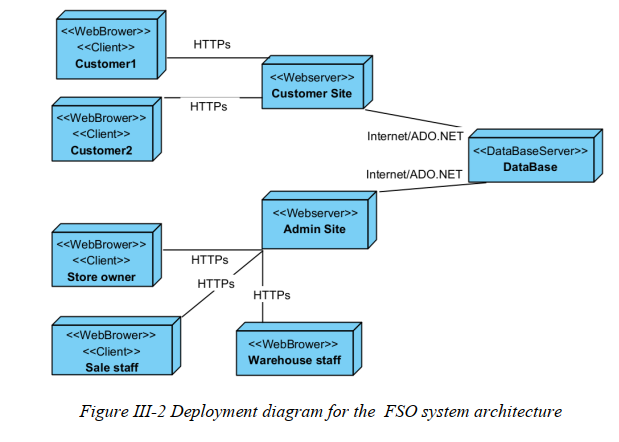 <<WebBrower>>
<<Client>>
Customer1
HTTPs
<<Webserver>>
Customer Site
<<WebBrower>>
<<Client>>
Customer2
HTTPs
Internet/ADO.NET
<<DataBaseServer>>
DataBase
Internet/ADO.NET
<<Webserver>>
Admin Site
<<WebBrower>>
<<Client>>
Store owner
HTTPs
HTTPs
HTTPs
<<WebBrower>>
<<Client>>
Sale staff
<<WebBrower>>
Warehouse staff
Figure III-2 Deployment diagram for the FSO system architecture